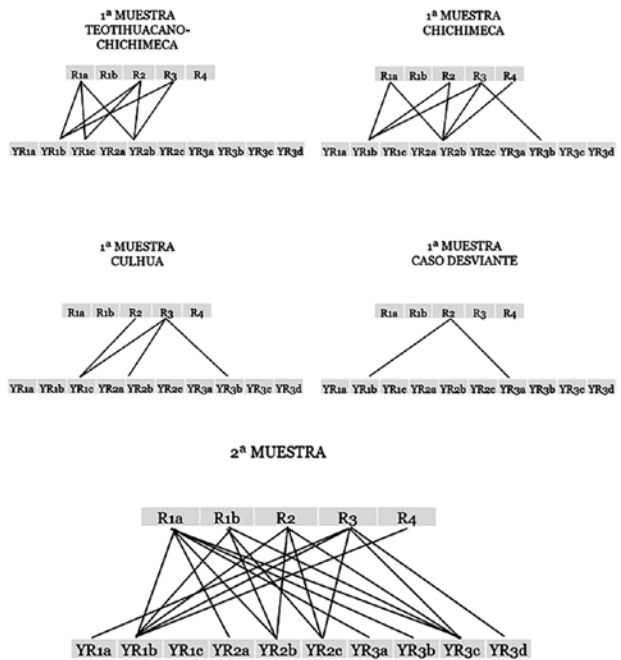 1ª MUESTRA
TEOTIHUACANO-
CHICHIMECA
R1a R1b R2 R3 R4
YR1a YR1b YR1c YR2a YR2b YR2c YR3a YR3b YR3c YR3d
1ª MUESTRA
CHICHIMECA
R1a R1b R2 R3 R4
YR1a YR1b YR1c YR2a YR2b YR2c YR3a YR3b YR3c YR3d
1ª MUESTRA
CULHUA
R1a R1b R2 R3 R4
YR1a YR1b YR1c YR2a YR2b YR2c YR3a YR3b YR3c YR3d
1ª MUESTRA
CASO DESVIANTE
R1a R1b R2 R3 R4
YR1a YR1b YR1c YR2a YR2b YR2c YR3a YR3b YR3c YR3d
2ª MUESTRA
R1a R1b R2 R3 R4
YR1a YR1b YR1c YR2a YR2b YR2c YR3a YR3b YR3c YR3d